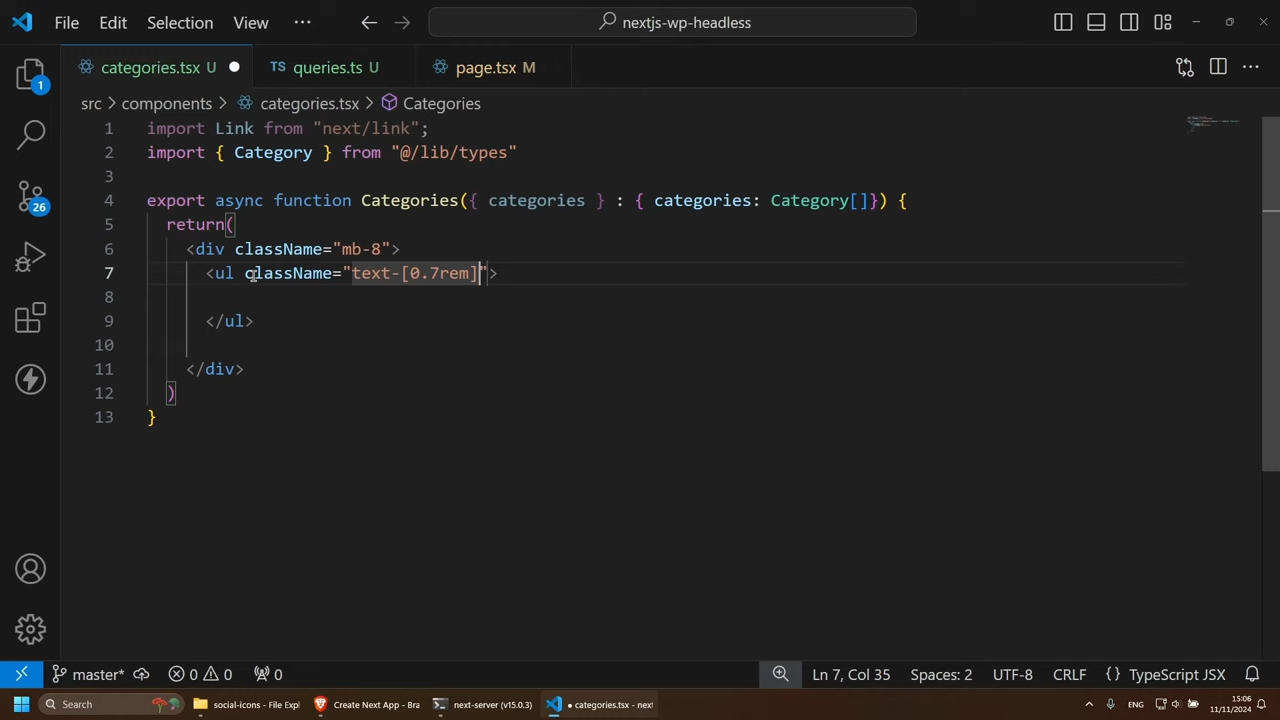 File Edit Selection View ··· nextjs-wp-headless
categories.tsx U queries.ts U page.tsx M
TS
1
src > components > categories.tsx > Categories
1 import Link from "next/link";
2 import { Category } from "@/lib/types"
3
4 export async function Categories({ categories } : { categories: Category[]}) {
5 return(
6 <div className="mb-8">
7 <ul className="text-[0.7rem]">
8
9 </ul>
10
11 </div>
12 )
13 }
26
master* 0 0 0 Ln 7, Col 35 Spaces: 2 UTF-8 CRLF {} TypeScript JSX
Search social-icons - File Expl Create Next App - Bra next-server (v15.0.3) • categories.tsx - next ENG 15:06
11/11/2024